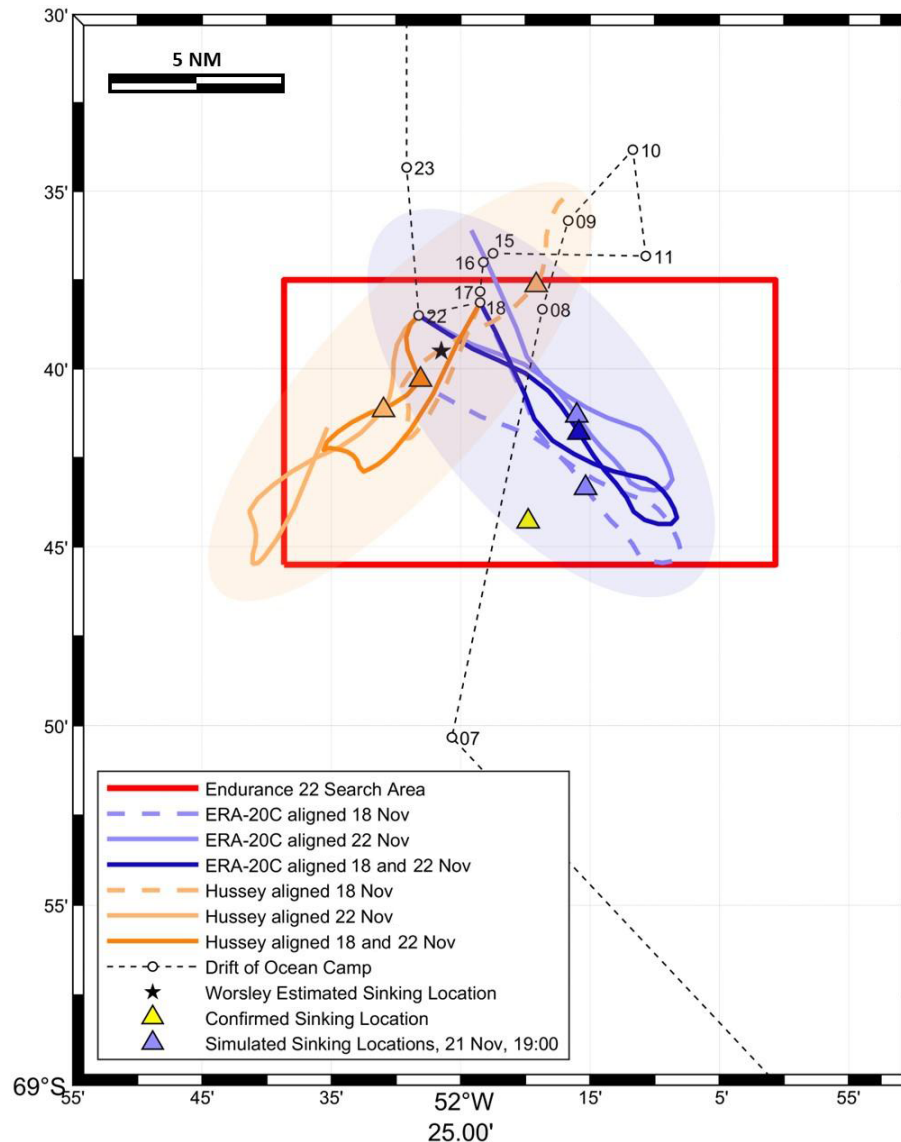 30'
5 NM
10
23
35'
09
15
16
11
17
18
08
22
40'
45'
50'
07
Endurance 22 Search Area
ERA-20C aligned 18 Nov
ERA-20C aligned 22 Nov
ERA-20C aligned 18 and 22 Nov
55'
Hussey aligned 18 Nov
Hussey aligned 22 Nov
Hussey aligned 18 and 22 Nov
Drift of Ocean Camp
Worsley Estimated Sinking Location
Confirmed Sinking Location
Simulated Sinking Locations, 21 Nov, 19:00
69°S
55' 45' 35' 52°W 15' 5' 55'
25.00'